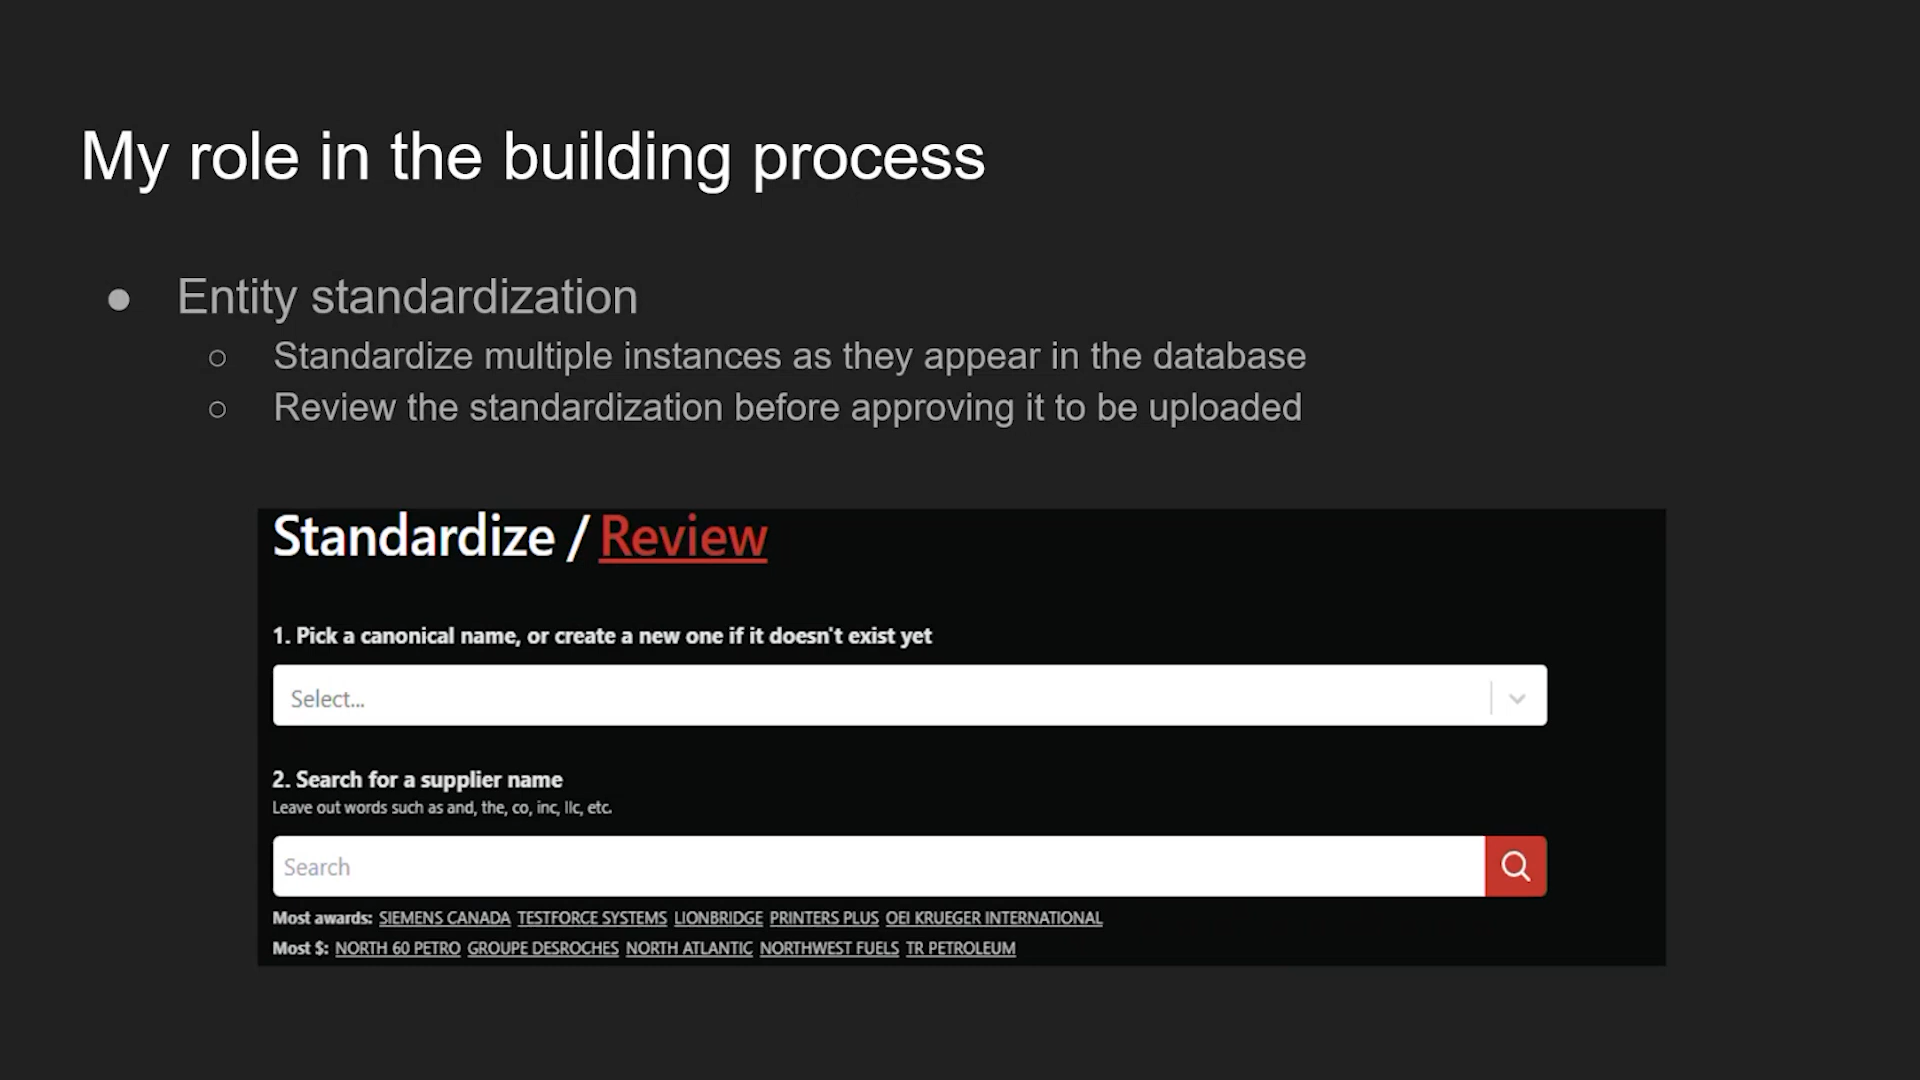 My role in the building process
● Entity standardization
○ Standardize multiple instances as they appear in the database
○ Review the standardization before approving it to be uploaded
Standardize / Review
1. Pick a canonical name, or create a new one if it doesn't exist yet
Select...
2. Search for a supplier name
Leave out words such as and, the, co, inc, llc, etc.
Search
Most awards: SIEMENS CANADA TESTFORCE SYSTEMS LIONBRIDGE PRINTERS PLUS OEI KRUEGER INTERNATIONAL
Most $: NORTH 60 PETRO GROUPE DESROCHES NORTH ATLANTIC NORTHWEST FUELS TR PETROLEUM